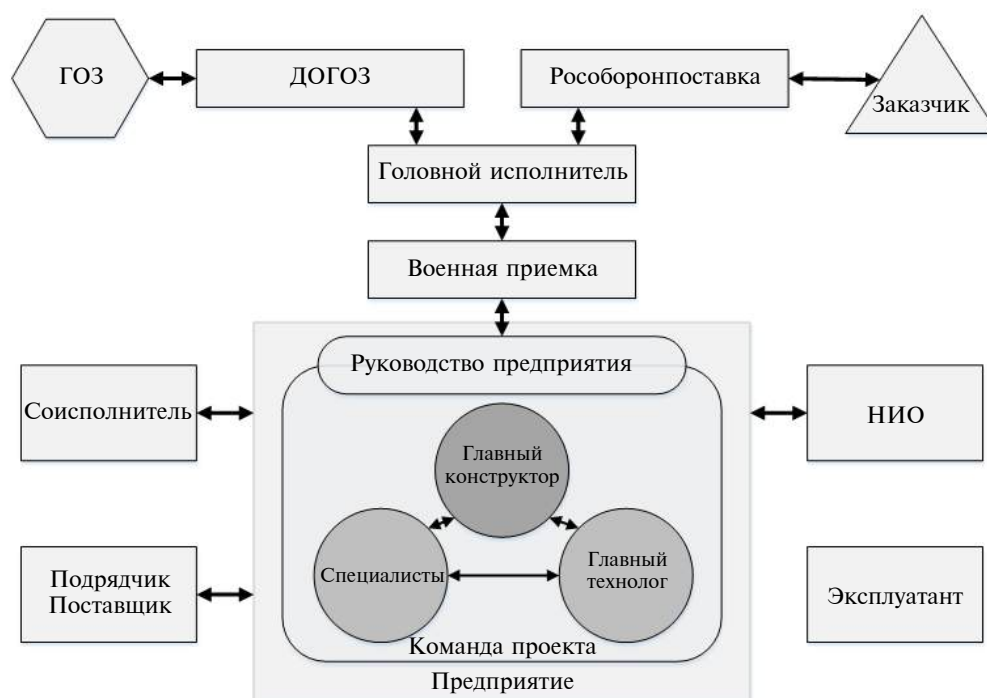 ГОЗ
ДОГОЗ
Рособоронпоставка
Заказчик
Головной исполнитель
Военная приемка
Руководство предприятия
Соисполнитель
НИО
Главный
конструктор
Специалисты
Главный
технолог
Подрядчик
Поставщик
Эксплуатант
Команда проекта
Предприятие